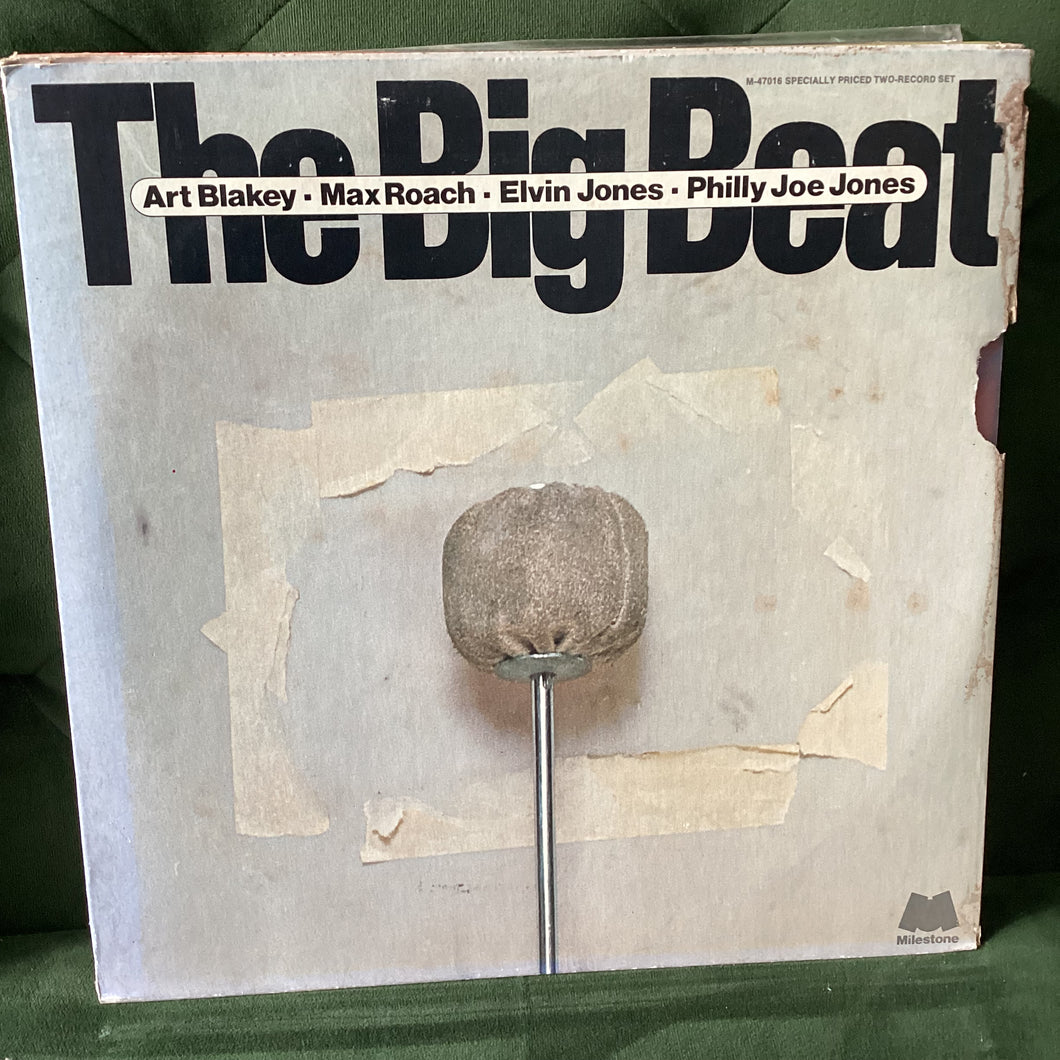 M-47016 SPECIALLY PRICED TWO-RECORD SET
The Big Beat
Art Blakey · Max Roach · Elvin Jones · Philly Joe Jones
Milestone